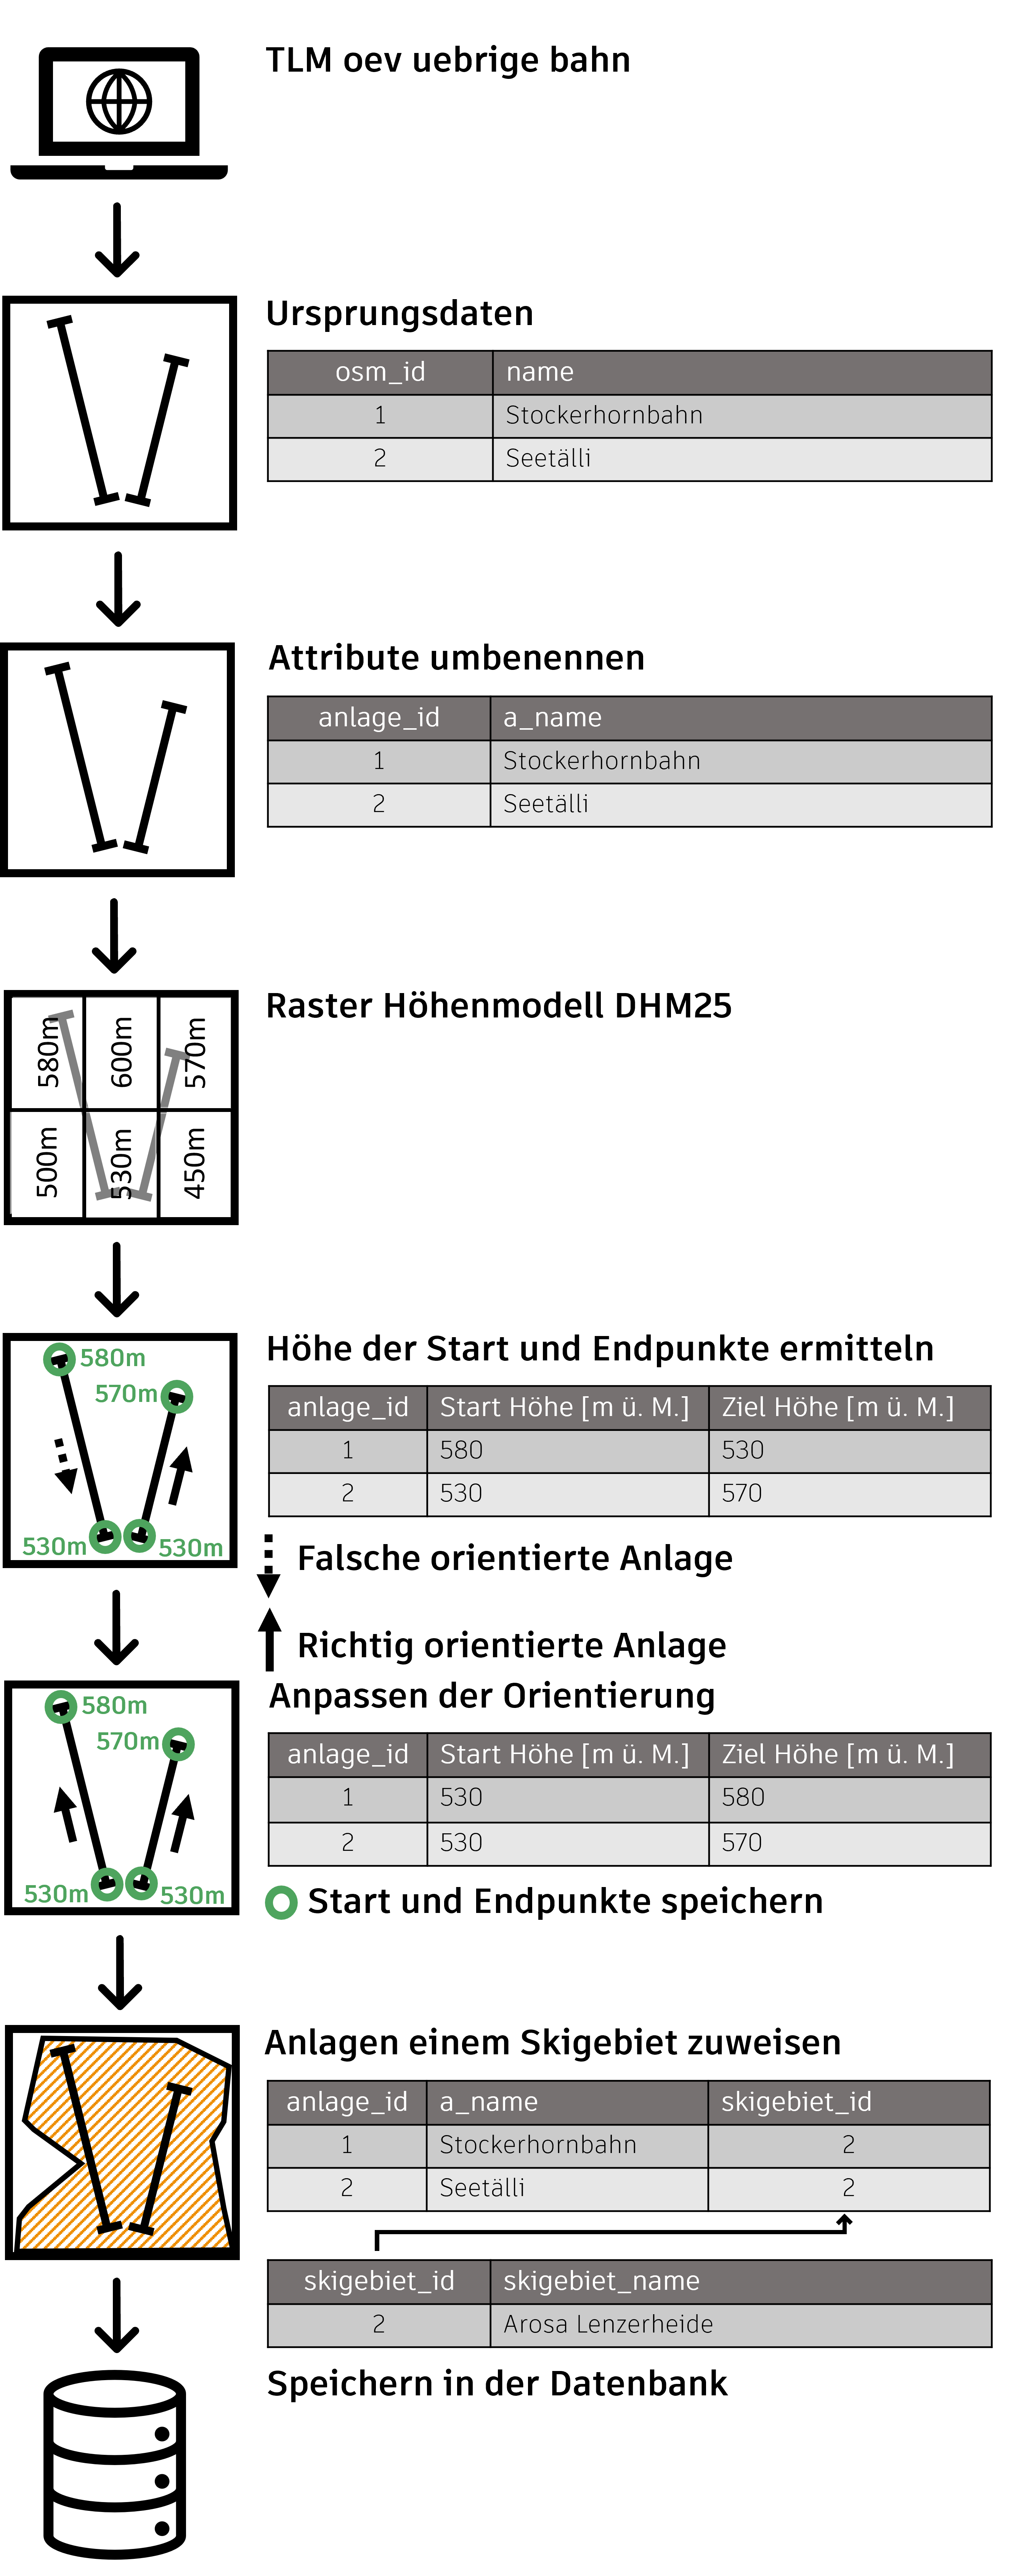 TLM oev uebrige bahn
Ursprungsdaten
osm_id name
1 Stockerhornbahn
2 Seetälli
Attribute umbenennen
anlage_id a_name
1 Stockerhornbahn
2 Seetälli
Raster Höhenmodell DHM25
580m 600m 570m
500m 530m 450m
Höhe der Start und Endpunkte ermitteln
580m
570m
530m 530m
anlage_id Start Höhe [m ü. M.] Ziel Höhe [m ü. M.]
1 580 530
2 530 570
Falsche orientierte Anlage
Richtig orientierte Anlage
Anpassen der Orientierung
580m
570m
530m 530m
anlage_id Start Höhe [m ü. M.] Ziel Höhe [m ü. M.]
1 530 580
2 530 570
Start und Endpunkte speichern
Anlagen einem Skigebiet zuweisen
anlage_id a_name skigebiet_id
1 Stockerhornbahn 2
2 Seetälli 2
skigebiet_id skigebiet_name
2 Arosa Lenzerheide
Speichern in der Datenbank